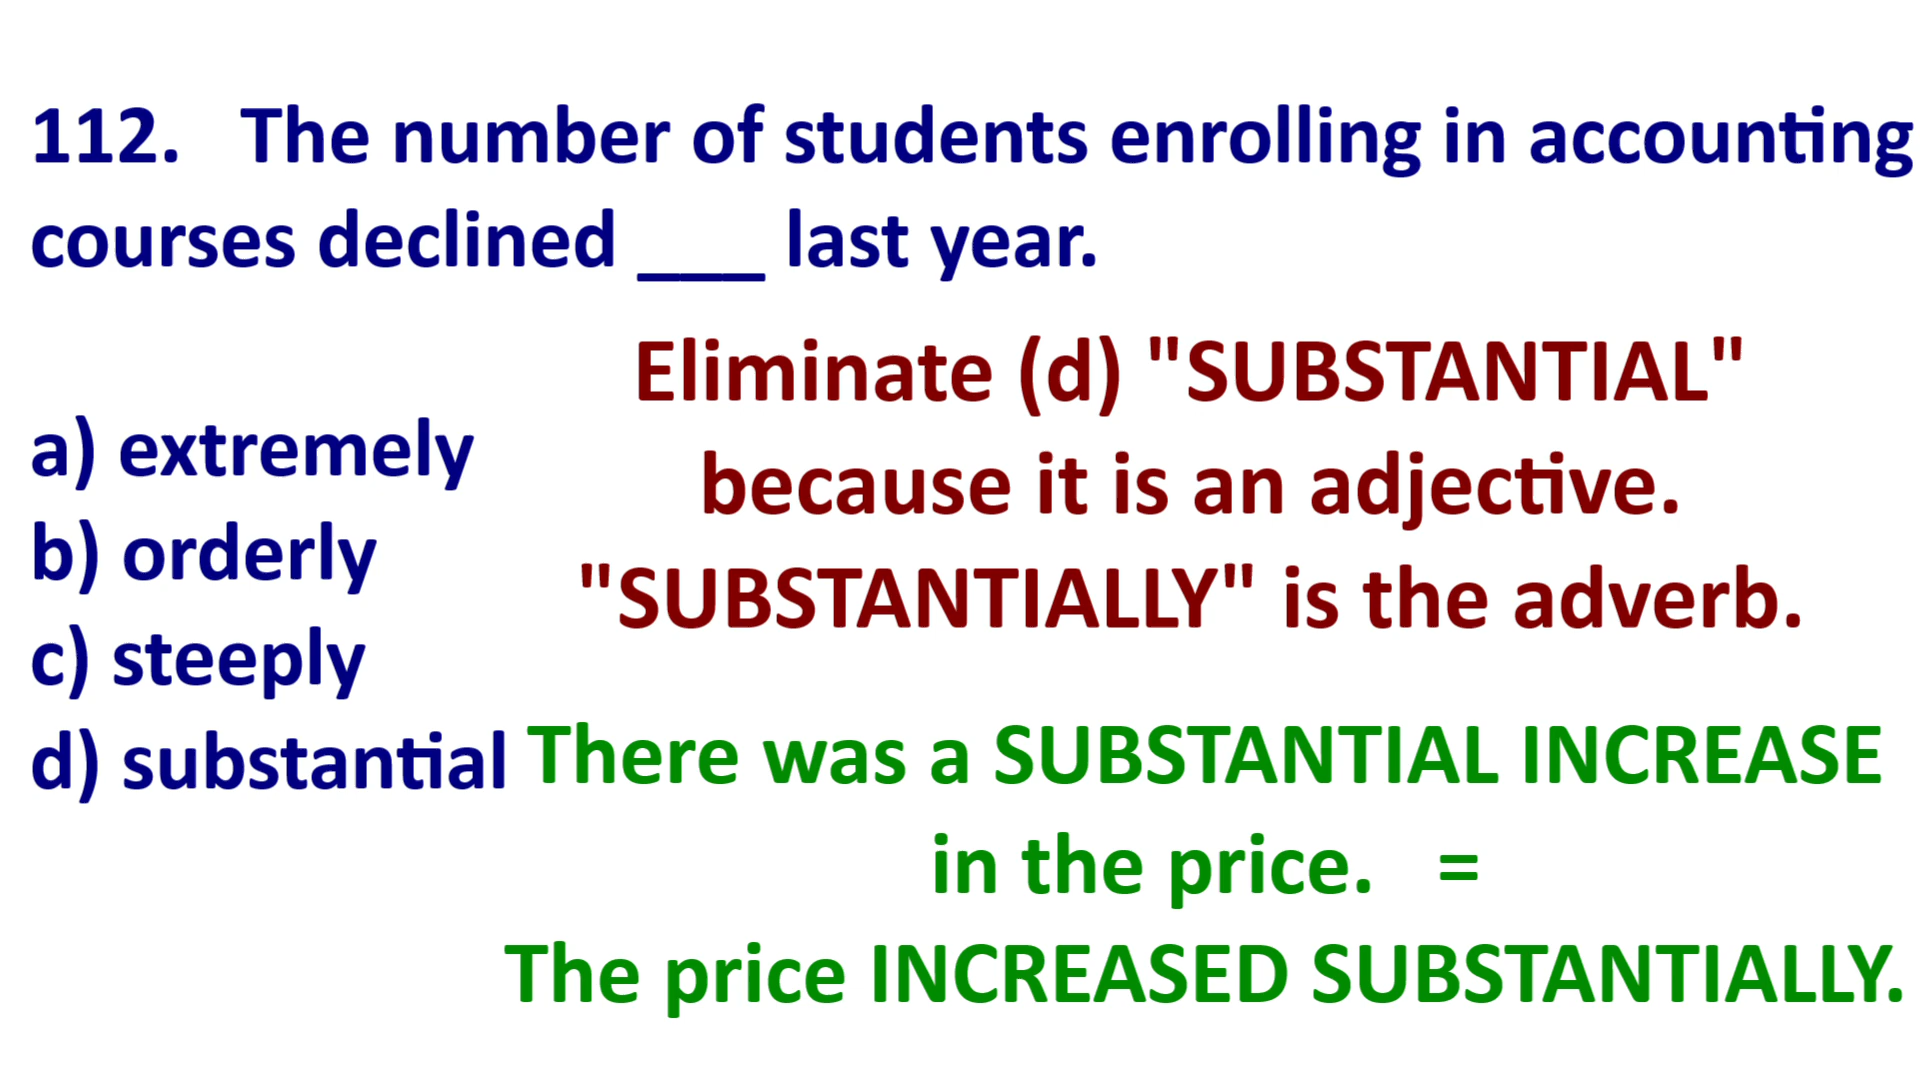 112. The number of students enrolling in accounting
courses declined ___ last year.
Eliminate (d) "SUBSTANTIAL"
because it is an adjective.
"SUBSTANTIALLY" is the adverb.
a) extremely
b) orderly
c) steeply
d) substantial
There was a SUBSTANTIAL INCREASE
in the price. =
The price INCREASED SUBSTANTIALLY.